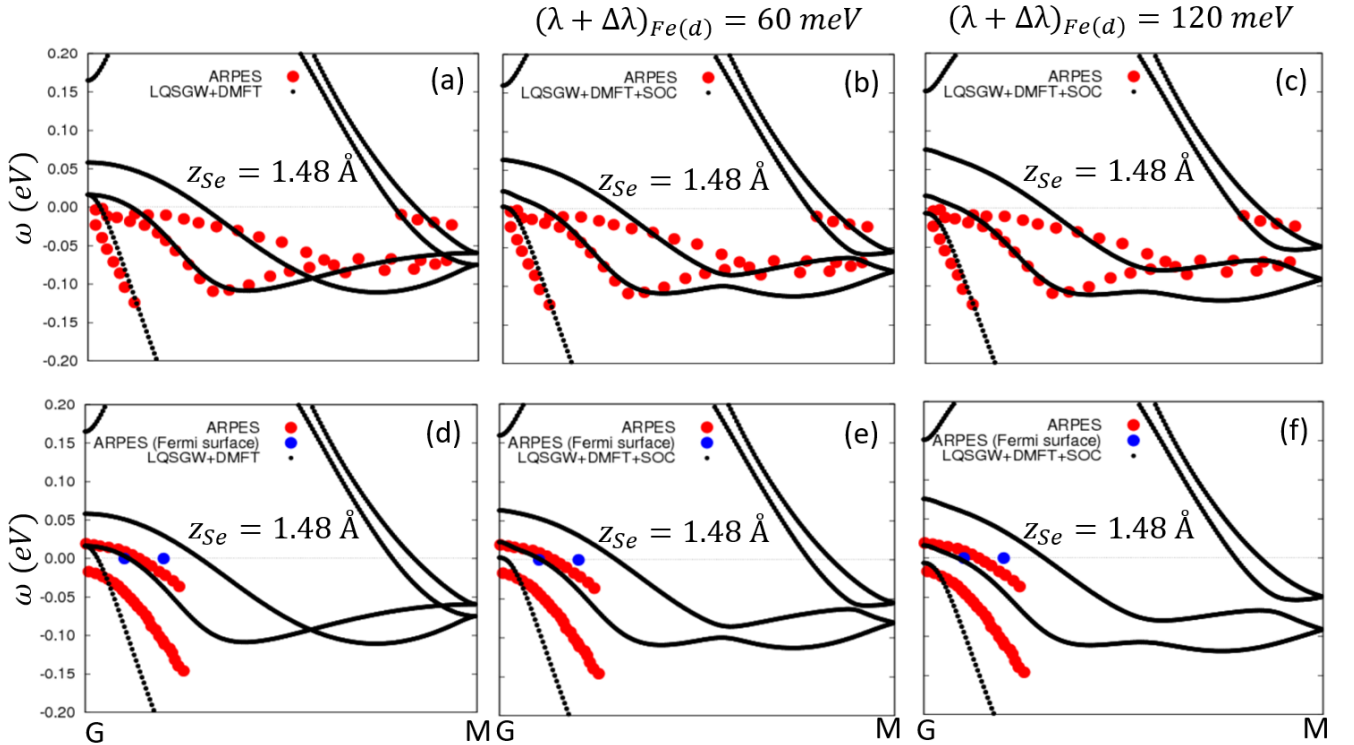 (λ + Δλ)Fe(d) = 60 meV
(λ + Δλ)Fe(d) = 120 meV
0.20
0.15
0.10
0.05
0.00
-0.05
-0.10
-0.15
-0.20
ω (eV)
ARPES
LQSGW+DMFT
(a)
zSe = 1.48 Å
ARPES
LQSGW+DMFT+SOC
(b)
zSe = 1.48 Å
ARPES
LQSGW+DMFT+SOC
(c)
zSe = 1.48 Å
0.20
0.15
0.10
0.05
0.00
-0.05
-0.10
-0.15
-0.20
ω (eV)
ARPES
ARPES (Fermi surface)
LQSGW+DMFT
(d)
zSe = 1.48 Å
G
M
ARPES
ARPES (Fermi surface)
LQSGW+DMFT+SOC
(e)
zSe = 1.48 Å
G
M
ARPES
ARPES (Fermi surface)
LQSGW+DMFT+SOC
(f)
zSe = 1.48 Å
G
M